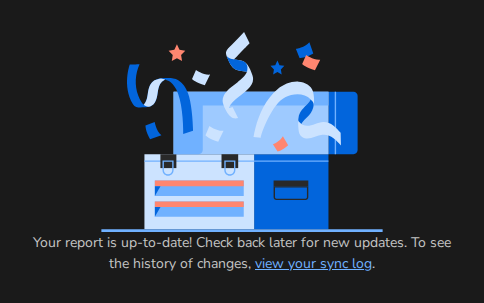 Your report is up-to-date! Check back later for new updates. To see
the history of changes, view your sync log.